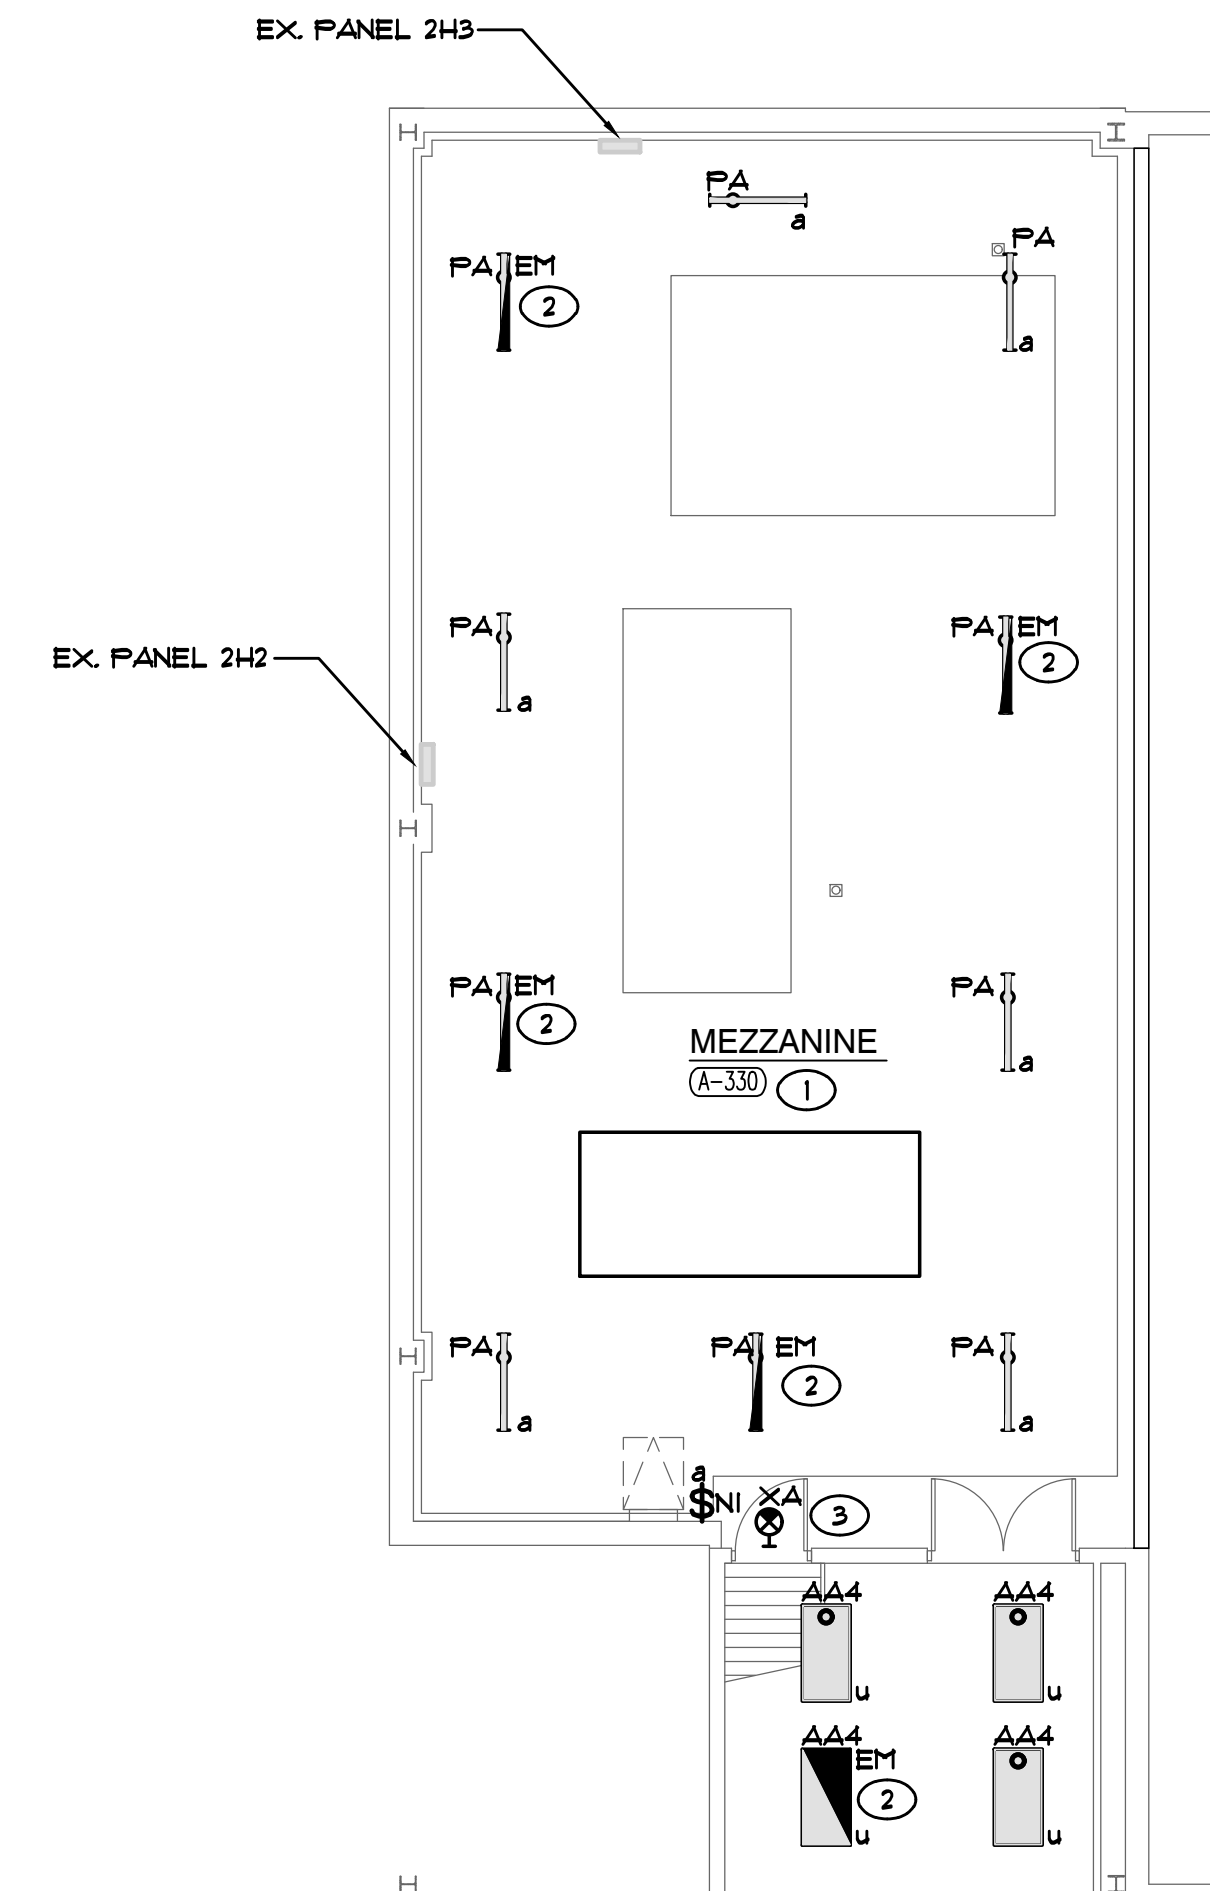 EX. PANEL 2H3
PA
a
PA
a
PA EM
2
PA
a
PA EM
2
EX. PANEL 2H2
PA EM
2
PA
a
MEZZANINE
A-330 1
PA
a
PA EM
2
PA
a
a
$NI XA
3
AA4
u
AA4
u
AA4
EM
2
u
AA4
u